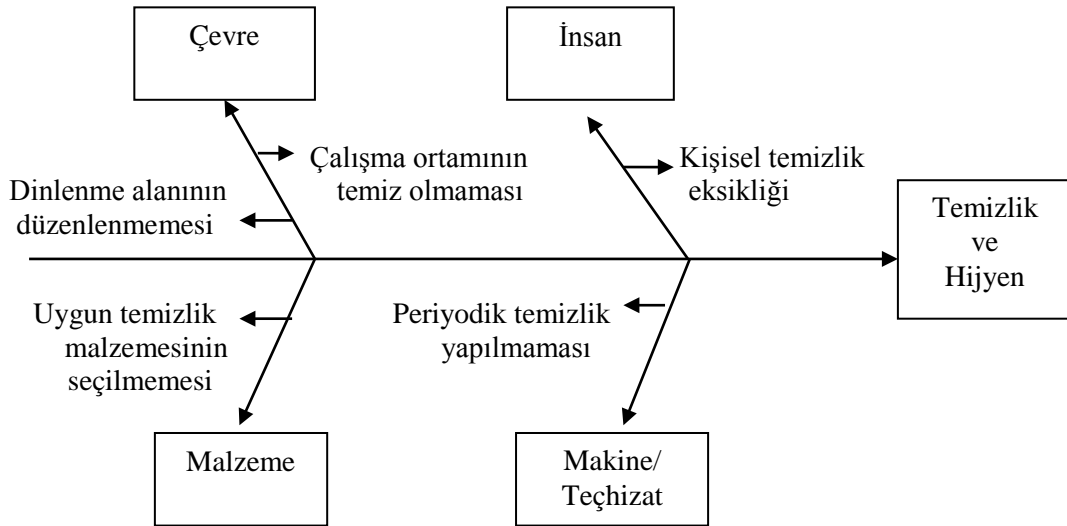 Çevre
İnsan
Çalışma ortamının
temiz olmaması
Kişisel temizlik
eksikliği
Dinlenme alanının
düzenlenmemesi
Temizlik
ve
Hijyen
Uygun temizlik
malzemesinin
seçilmemesi
Periyodik temizlik
yapılmaması
Malzeme
Makine/
Teçhizat